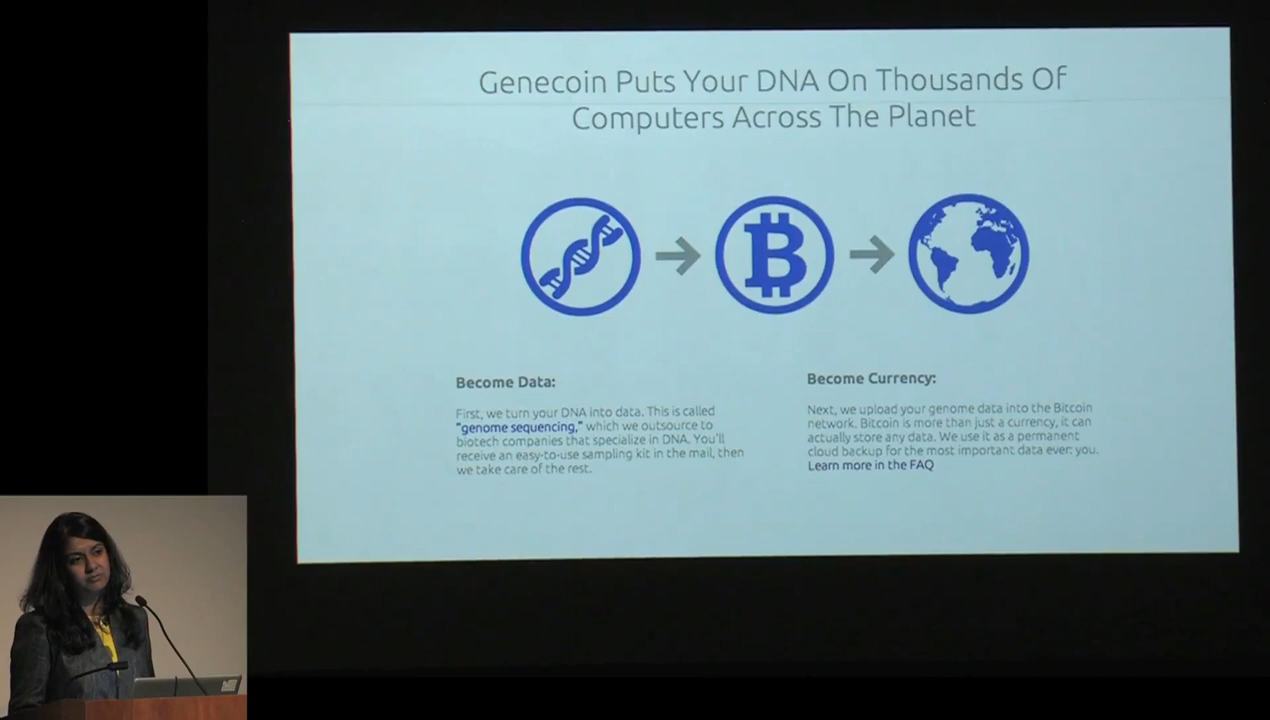 Genecoin Puts Your DNA On Thousands Of
Computers Across The Planet
Become Data:
First, we turn your DNA into data. This is called
"genome sequencing," which we outsource to
biotech companies that specialize in DNA. You'll
receive an easy-to-use sampling kit in the mail, then
we take care of the rest.
Become Currency:
Next, we upload your genome data into the Bitcoin
network. Bitcoin is more than just a currency, it can
actually store any data. We use it as a permanent
cloud backup for the most important data ever: you.
Learn more in the FAQ